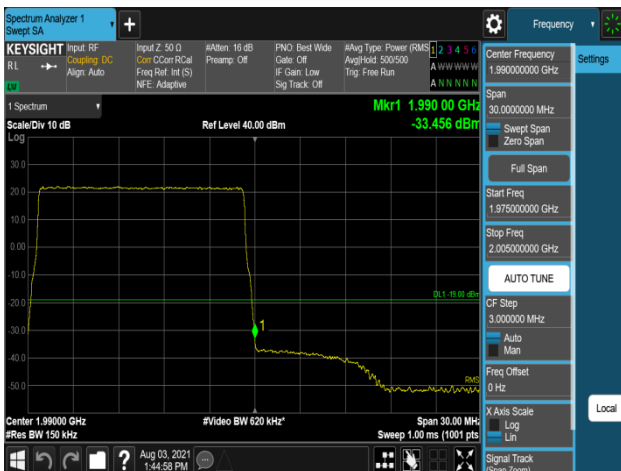 Spectrum Analyzer 1
Swept SA
+
Frequency
KEYSIGHT
RL
LU
Input: RF
Coupling: DC
Align: Auto
Input Z: 50 Ω
Corr CCorr RCal
Freq Ref: Int (S)
NFE: Adaptive
#Atten: 16 dB
Preamp: Off
PNO: Best Wide
Gate: Off
IF Gain: Low
Sig Track: Off
#Avg Type: Power (RMS
Avg|Hold: 500/500
Trig: Free Run
1 2 3 4 5 6
A W W W W W
A N N N N N
1 Spectrum
Scale/Div 10 dB
Log
Ref Level 40.00 dBm
Mkr1 1.990 00 GHz
-33.456 dBm
30.0
20.0
10.0
0.00
-10.0
-20.0
-30.0
-40.0
-50.0
DL1 -19.00 dBm
1
RMS
Center 1.99000 GHz
#Res BW 150 kHz
#Video BW 620 kHz*
Span 30.00 MHz
Sweep 1.00 ms (1001 pts
?
Aug 03, 2021
1:44:58 PM
Center Frequency
1.990000000 GHz
Span
30.0000000 MHz
Swept Span
Zero Span
Full Span
Start Freq
1.975000000 GHz
Stop Freq
2.005000000 GHz
AUTO TUNE
CF Step
3.000000 MHz
Auto
Man
Freq Offset
0 Hz
X Axis Scale
Log
Lin
Signal Track
(Span Zoom)
Settings
Local